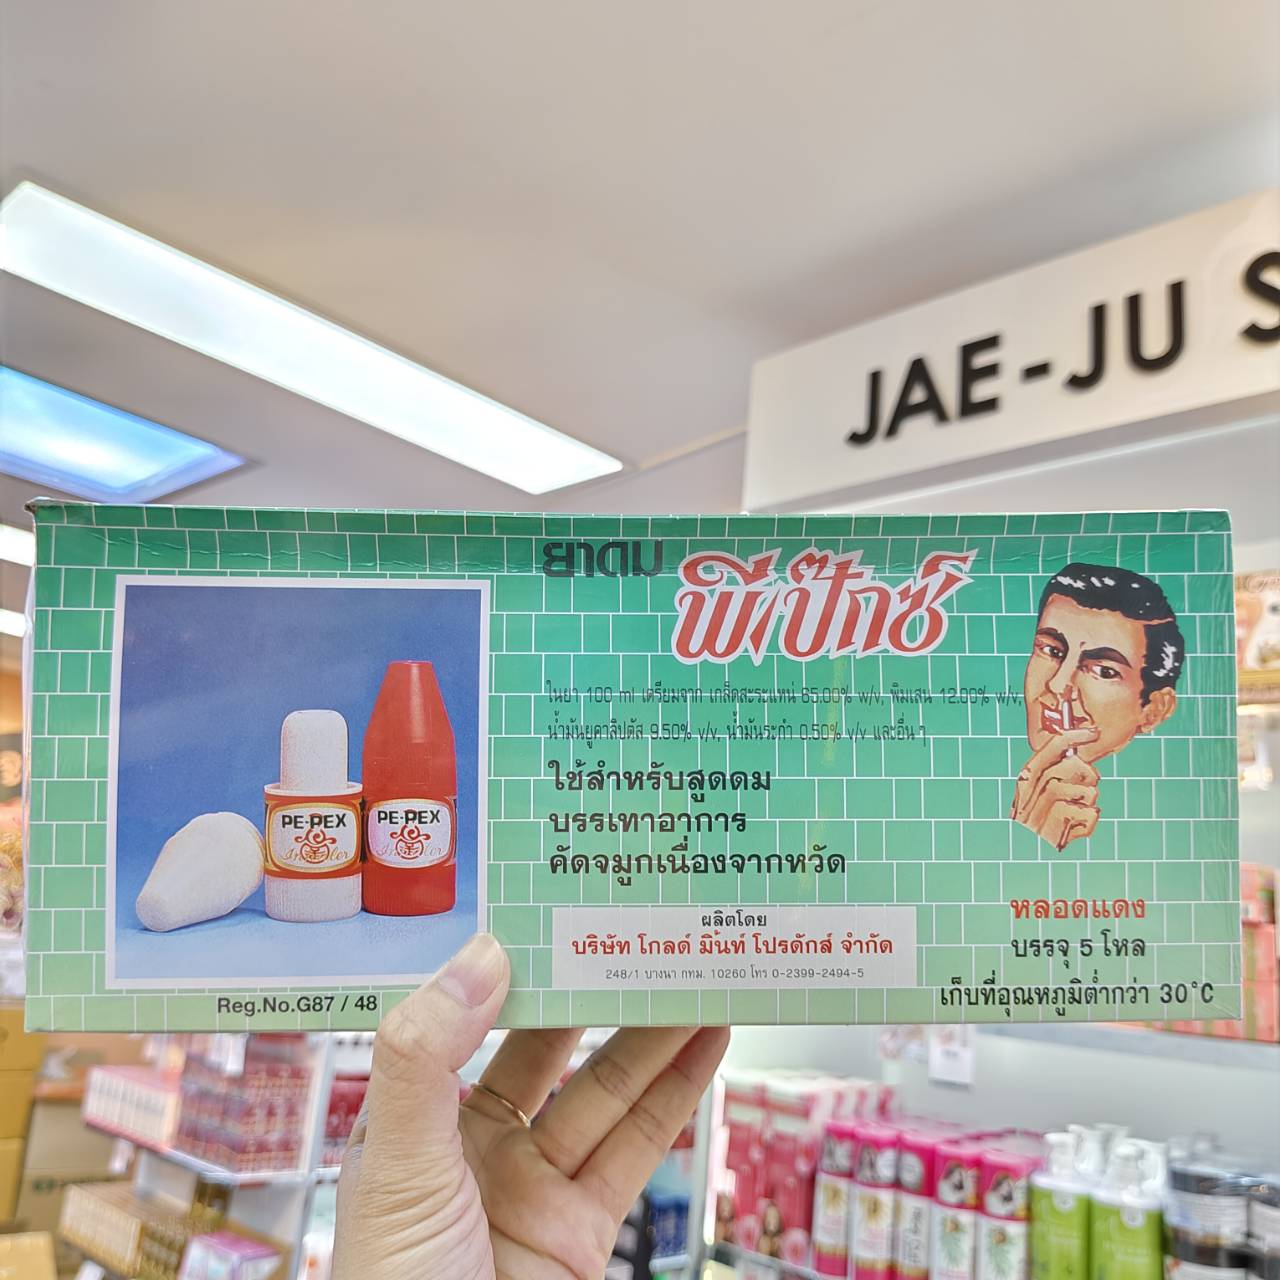 JAE-JU S
ยาดม
พีเป๊กซ์
ในยา 100 ml เตรียมจาก เกล็ดสะระแหน่ 65.00% w/v, พิมเสน 12.00% w/v,
น้ำมันยูคาลิปตัส 9.50% v/v, น้ำมันระกำ 0.50% v/v และอื่น ๆ
ใช้สำหรับสูดดม
บรรเทาอาการ
คัดจมูกเนื่องจากหวัด
PE-PEX
Inhaler
PE-PEX
Inhaler
ผลิตโดย
บริษัท โกลด์ มิ้นท์ โปรดักส์ จำกัด
248/1 บางนา กทม. 10260 โทร 0-2399-2494-5
หลอดแดง
บรรจุ 5 โหล
เก็บที่อุณหภูมิต่ำกว่า 30°C
Reg.No.G87 / 48